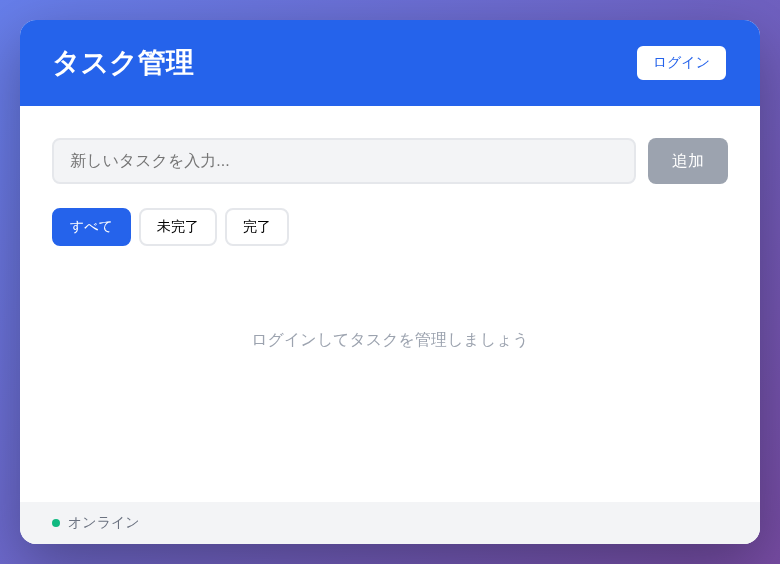 タスク管理
ログイン
新しいタスクを入力...
追加
すべて
未完了
完了
ログインしてタスクを管理しましょう
オンライン